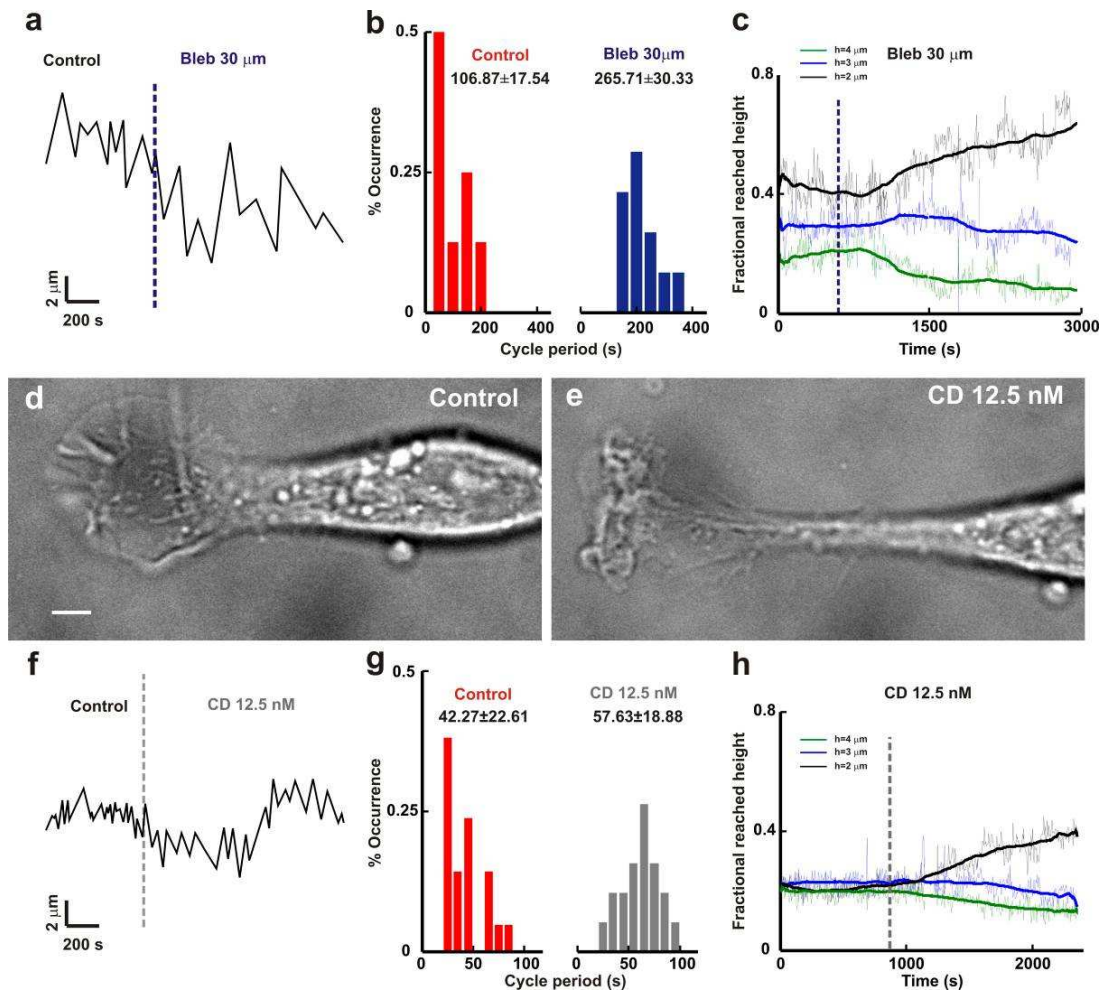 a
Control
Bleb 30 μm
2 μm
200 s
b
0.5
0.25
0
% Occurrence
Control
106.87±17.54
Bleb 30μm
265.71±30.33
0 200 400
0 200 400
Cycle period (s)
c
h=4 μm
h=3 μm
h=2 μm
Bleb 30 μm
0.8
0.4
0
Fractional reached height
0 1500 3000
Time (s)
d
Control
e
CD 12.5 nM
f
Control
CD 12.5 nM
2 μm
200 s
g
0.5
0.25
0
% Occurrence
Control
42.27±22.61
CD 12.5 nM
57.63±18.88
0 50 100
0 50 100
Cycle period (s)
h
CD 12.5 nM
h=4 μm
h=3 μm
h=2 μm
0.8
0.4
0
Fractional reached height
0 1000 2000
Time (s)